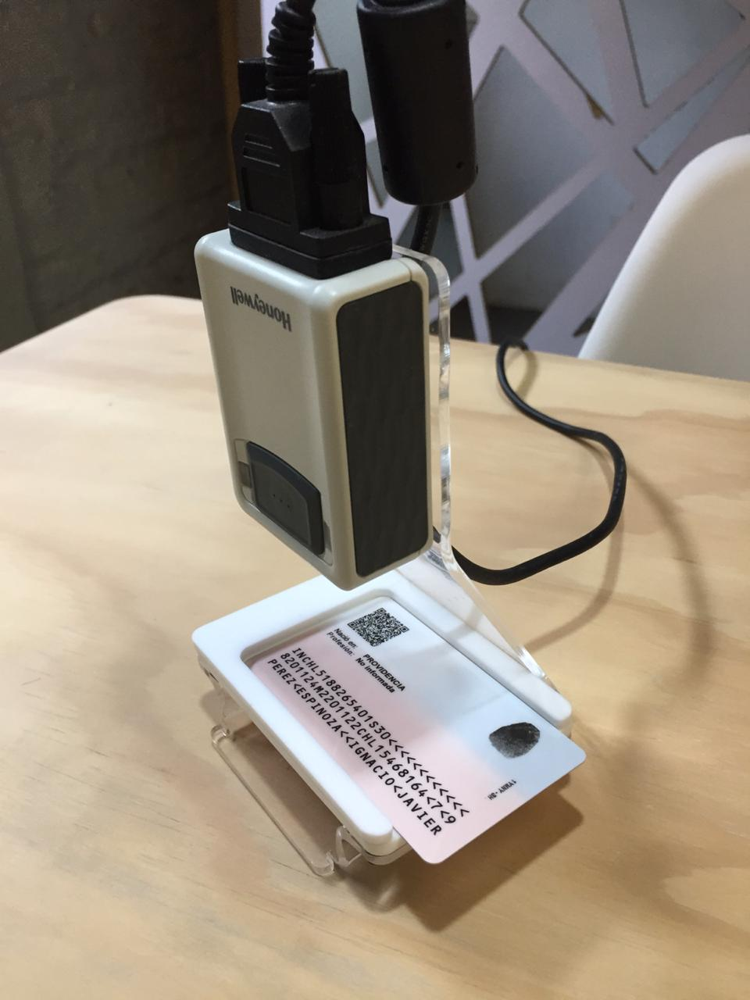 Honeywell
Nació en: PROVIDENCIA
Profesión: No informada
INCHL5188265401S30<<<<<<<<<<<<
8201124M2201122CHL15468164<7<9
PEREZ<ESPINOZA<<IGNACIO<JAVIER